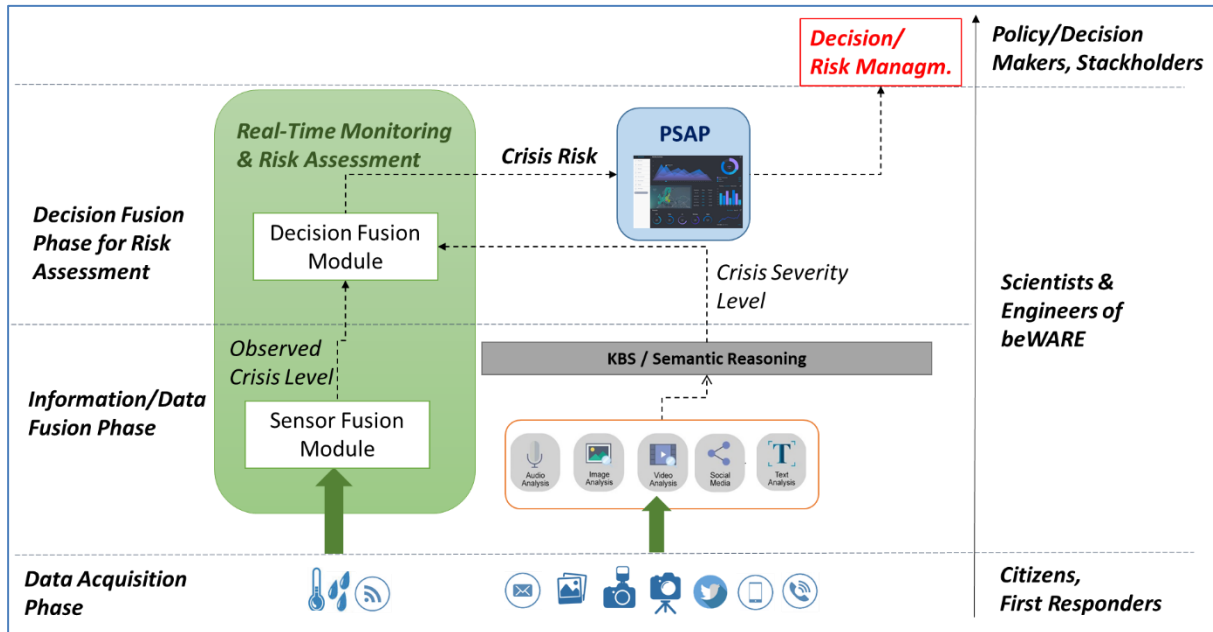 Decision/
Risk Managm.
Policy/Decision
Makers, Stackholders
Real-Time Monitoring
& Risk Assessment
Crisis Risk
PSAP
Decision Fusion
Phase for Risk
Assessment
Decision Fusion
Module
Crisis Severity
Level
Scientists &
Engineers of
beWARE
Observed
Crisis Level
KBS / Semantic Reasoning
Information/Data
Fusion Phase
Sensor Fusion
Module
Audio
Analysis
Image
Analysis
Video
Analysis
Social
Media
T
Text
Analysis
Data Acquisition
Phase
Citizens,
First Responders